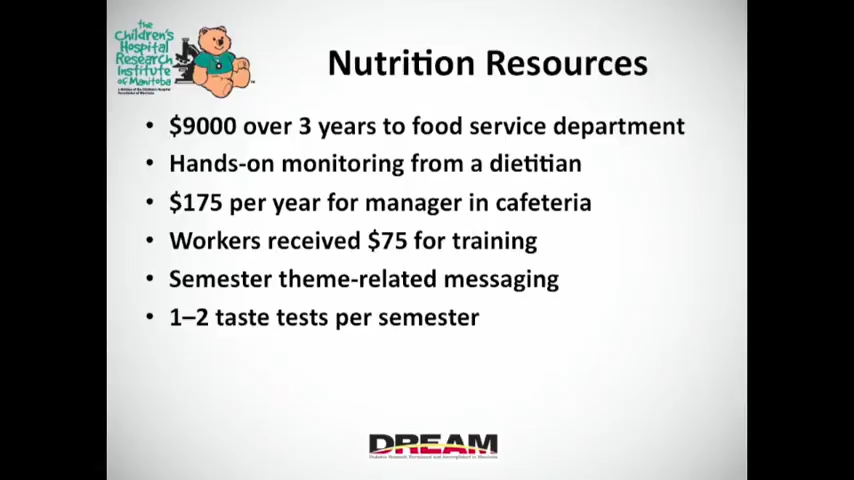 the
Children's
Hospital
Research
Institute
of Manitoba
Nutrition Resources
• $9000 over 3 years to food service department
• Hands-on monitoring from a dietitian
• $175 per year for manager in cafeteria
• Workers received $75 for training
• Semester theme-related messaging
• 1–2 taste tests per semester
DREAM